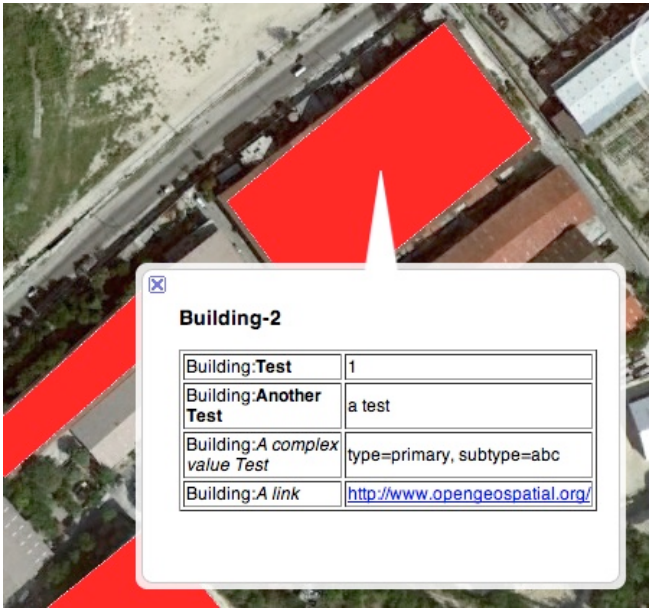 Building-2
Building:Test 1
Building:Another
Test
a test
Building:A complex
value Test
type=primary, subtype=abc
Building:A link http://www.opengeospatial.org/